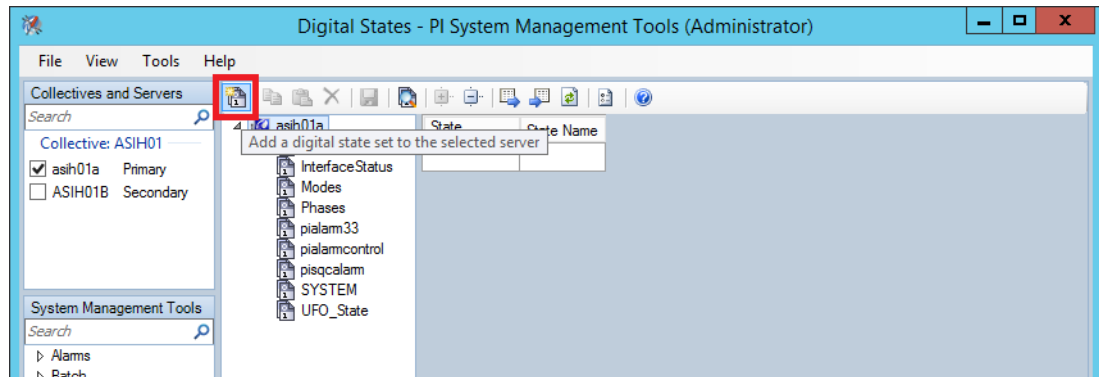 Digital States - PI System Management Tools (Administrator)
File View Tools Help
Collectives and Servers
Search
Collective: ASIH01
asih01a Primary
ASIH01B Secondary
asih01a
Add a digital state set to the selected server
InterfaceStatus
Modes
Phases
pialarm33
pialarmcontrol
pisqcalarm
SYSTEM
UFO_State
State
State Name
System Management Tools
Search
Alarms
Batch